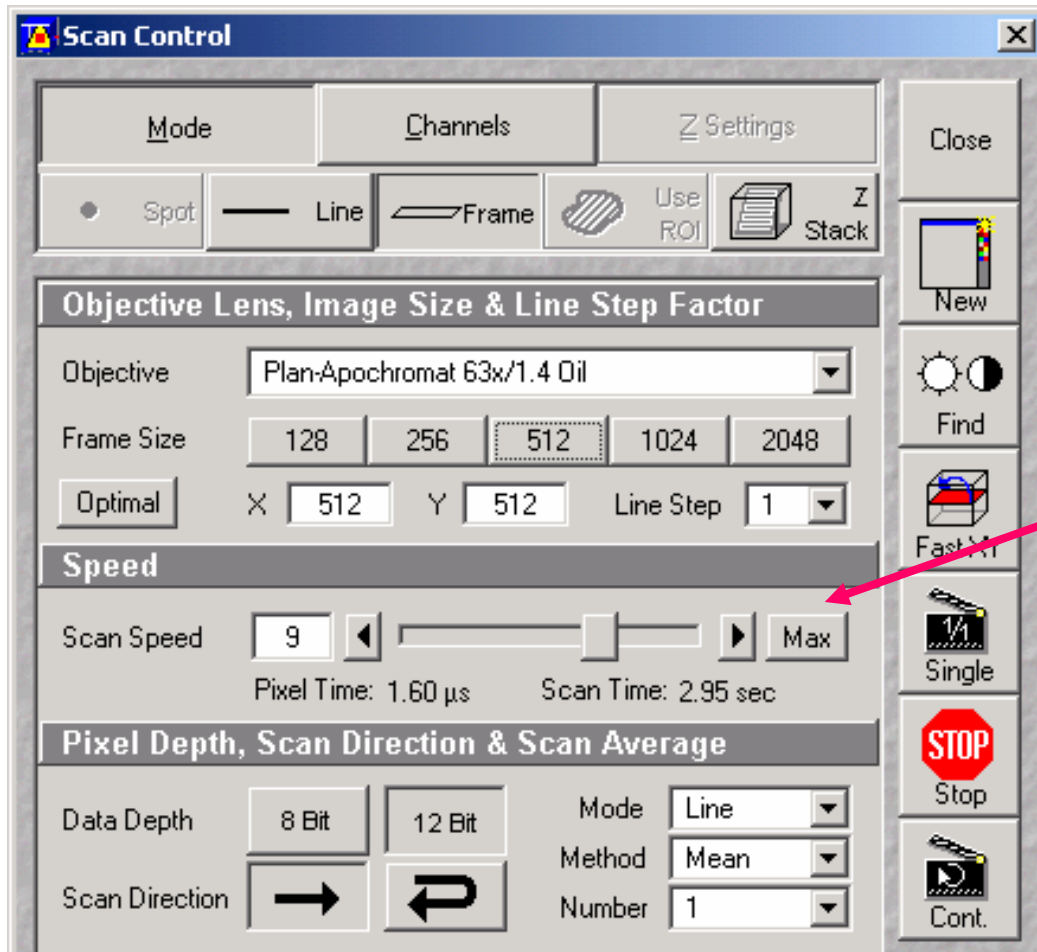 Scan Control
Mode Channels Z Settings Close
Spot Line Frame Use ROI Z Stack
New
Objective Lens, Image Size & Line Step Factor
Objective Plan-Apochromat 63x/1.4 Oil
Find
Frame Size 128 256 512 1024 2048
Optimal X 512 Y 512 Line Step 1
Fast XY
Speed
Scan Speed 9 Max
1/1
Single
Pixel Time: 1.60 µs Scan Time: 2.95 sec
Pixel Depth, Scan Direction & Scan Average
STOP
Stop
Data Depth 8 Bit 12 Bit Mode Line
Method Mean
Scan Direction Number 1
Cont.